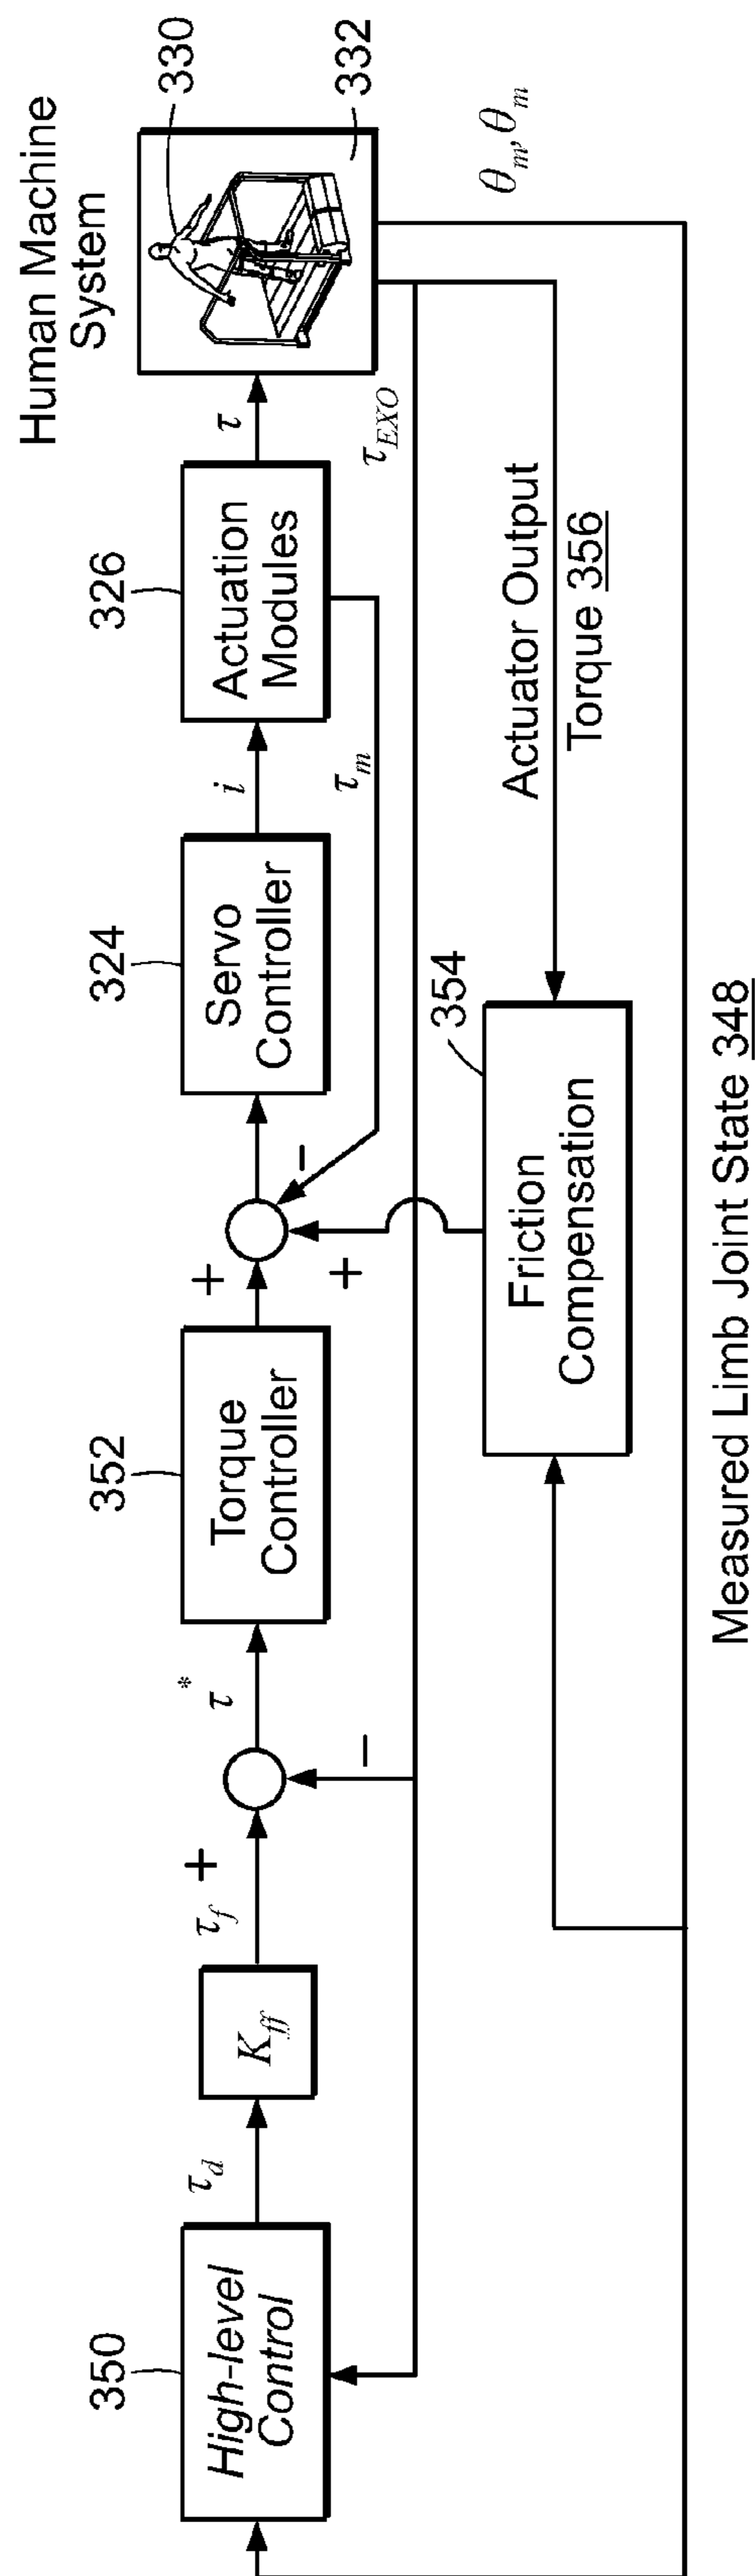 Human Machine
System
330
332
350
High-level
Control
τd
Kff
τf
+
−
τ*
352
Torque
Controller
+
+
−
324
Servo
Controller
i
326
Actuation
Modules
τ
τm
τEXO
θm,θm
354
Friction
Compensation
Actuator Output
Torque 356
Measured Limb Joint State 348